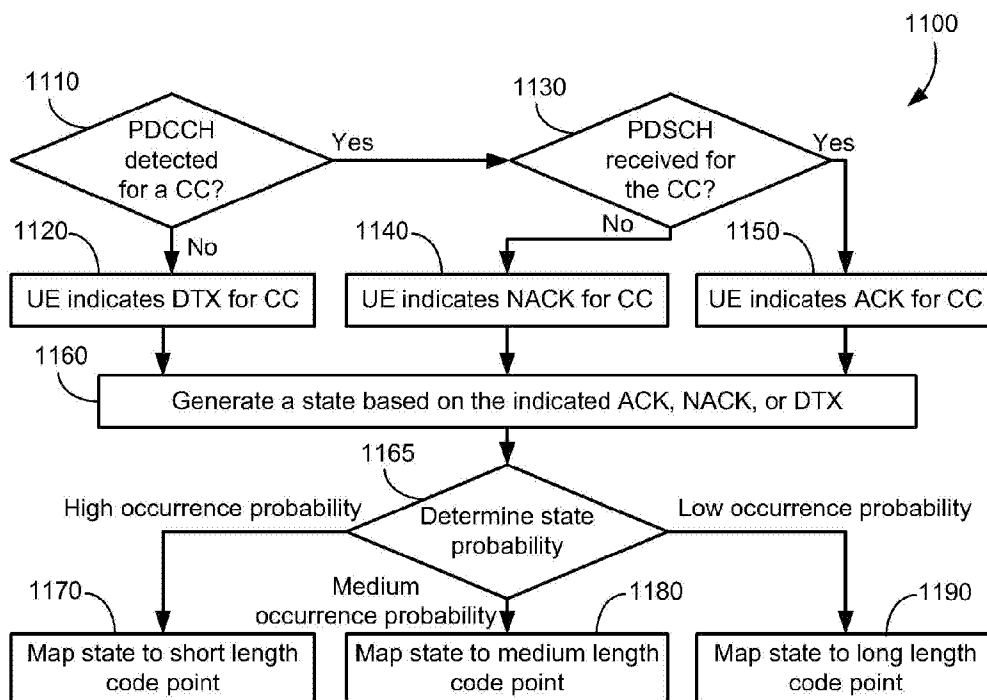 1100
1110
1130
PDCCH
detected
for a CC?
Yes
PDSCH
received for
the CC?
Yes
1120
No
1140
No
1150
UE indicates DTX for CC
UE indicates NACK for CC
UE indicates ACK for CC
1160
Generate a state based on the indicated ACK, NACK, or DTX
1165
High occurrence probability
Determine state
probability
Low occurrence probability
Medium
occurrence probability
1170
1180
1190
Map state to short length
code point
Map state to medium length
code point
Map state to long length
code point